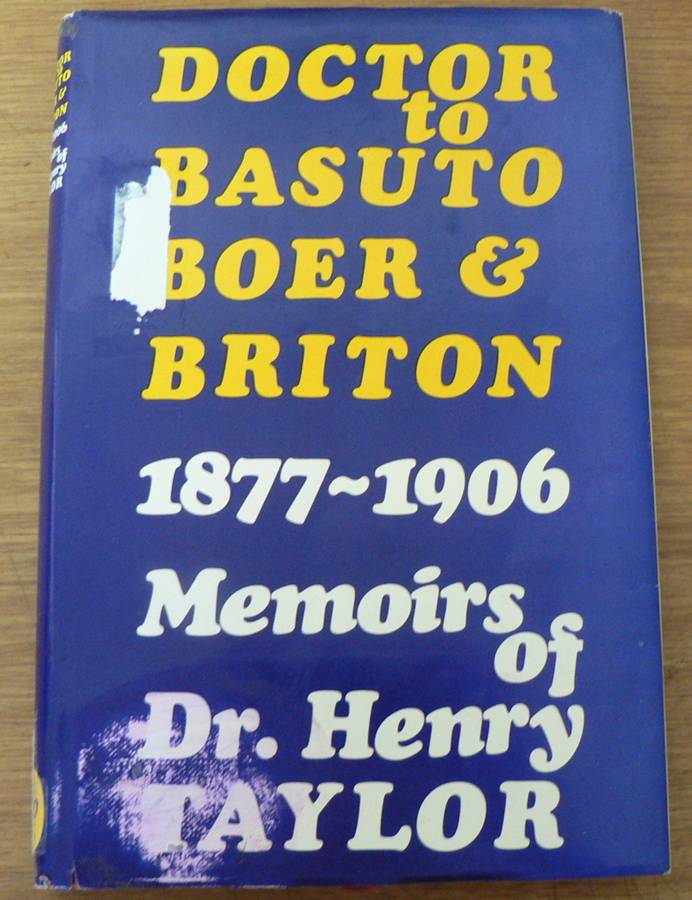 DOCTOR
to
BASUTO
BOER &
BRITON
1877~1906
Memoirs
of
Dr. Henry
TAYLOR